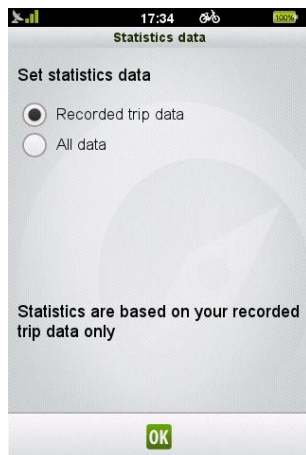 17:34
100%
Statistics data
Set statistics data
Recorded trip data
All data
Statistics are based on your recorded
trip data only
OK